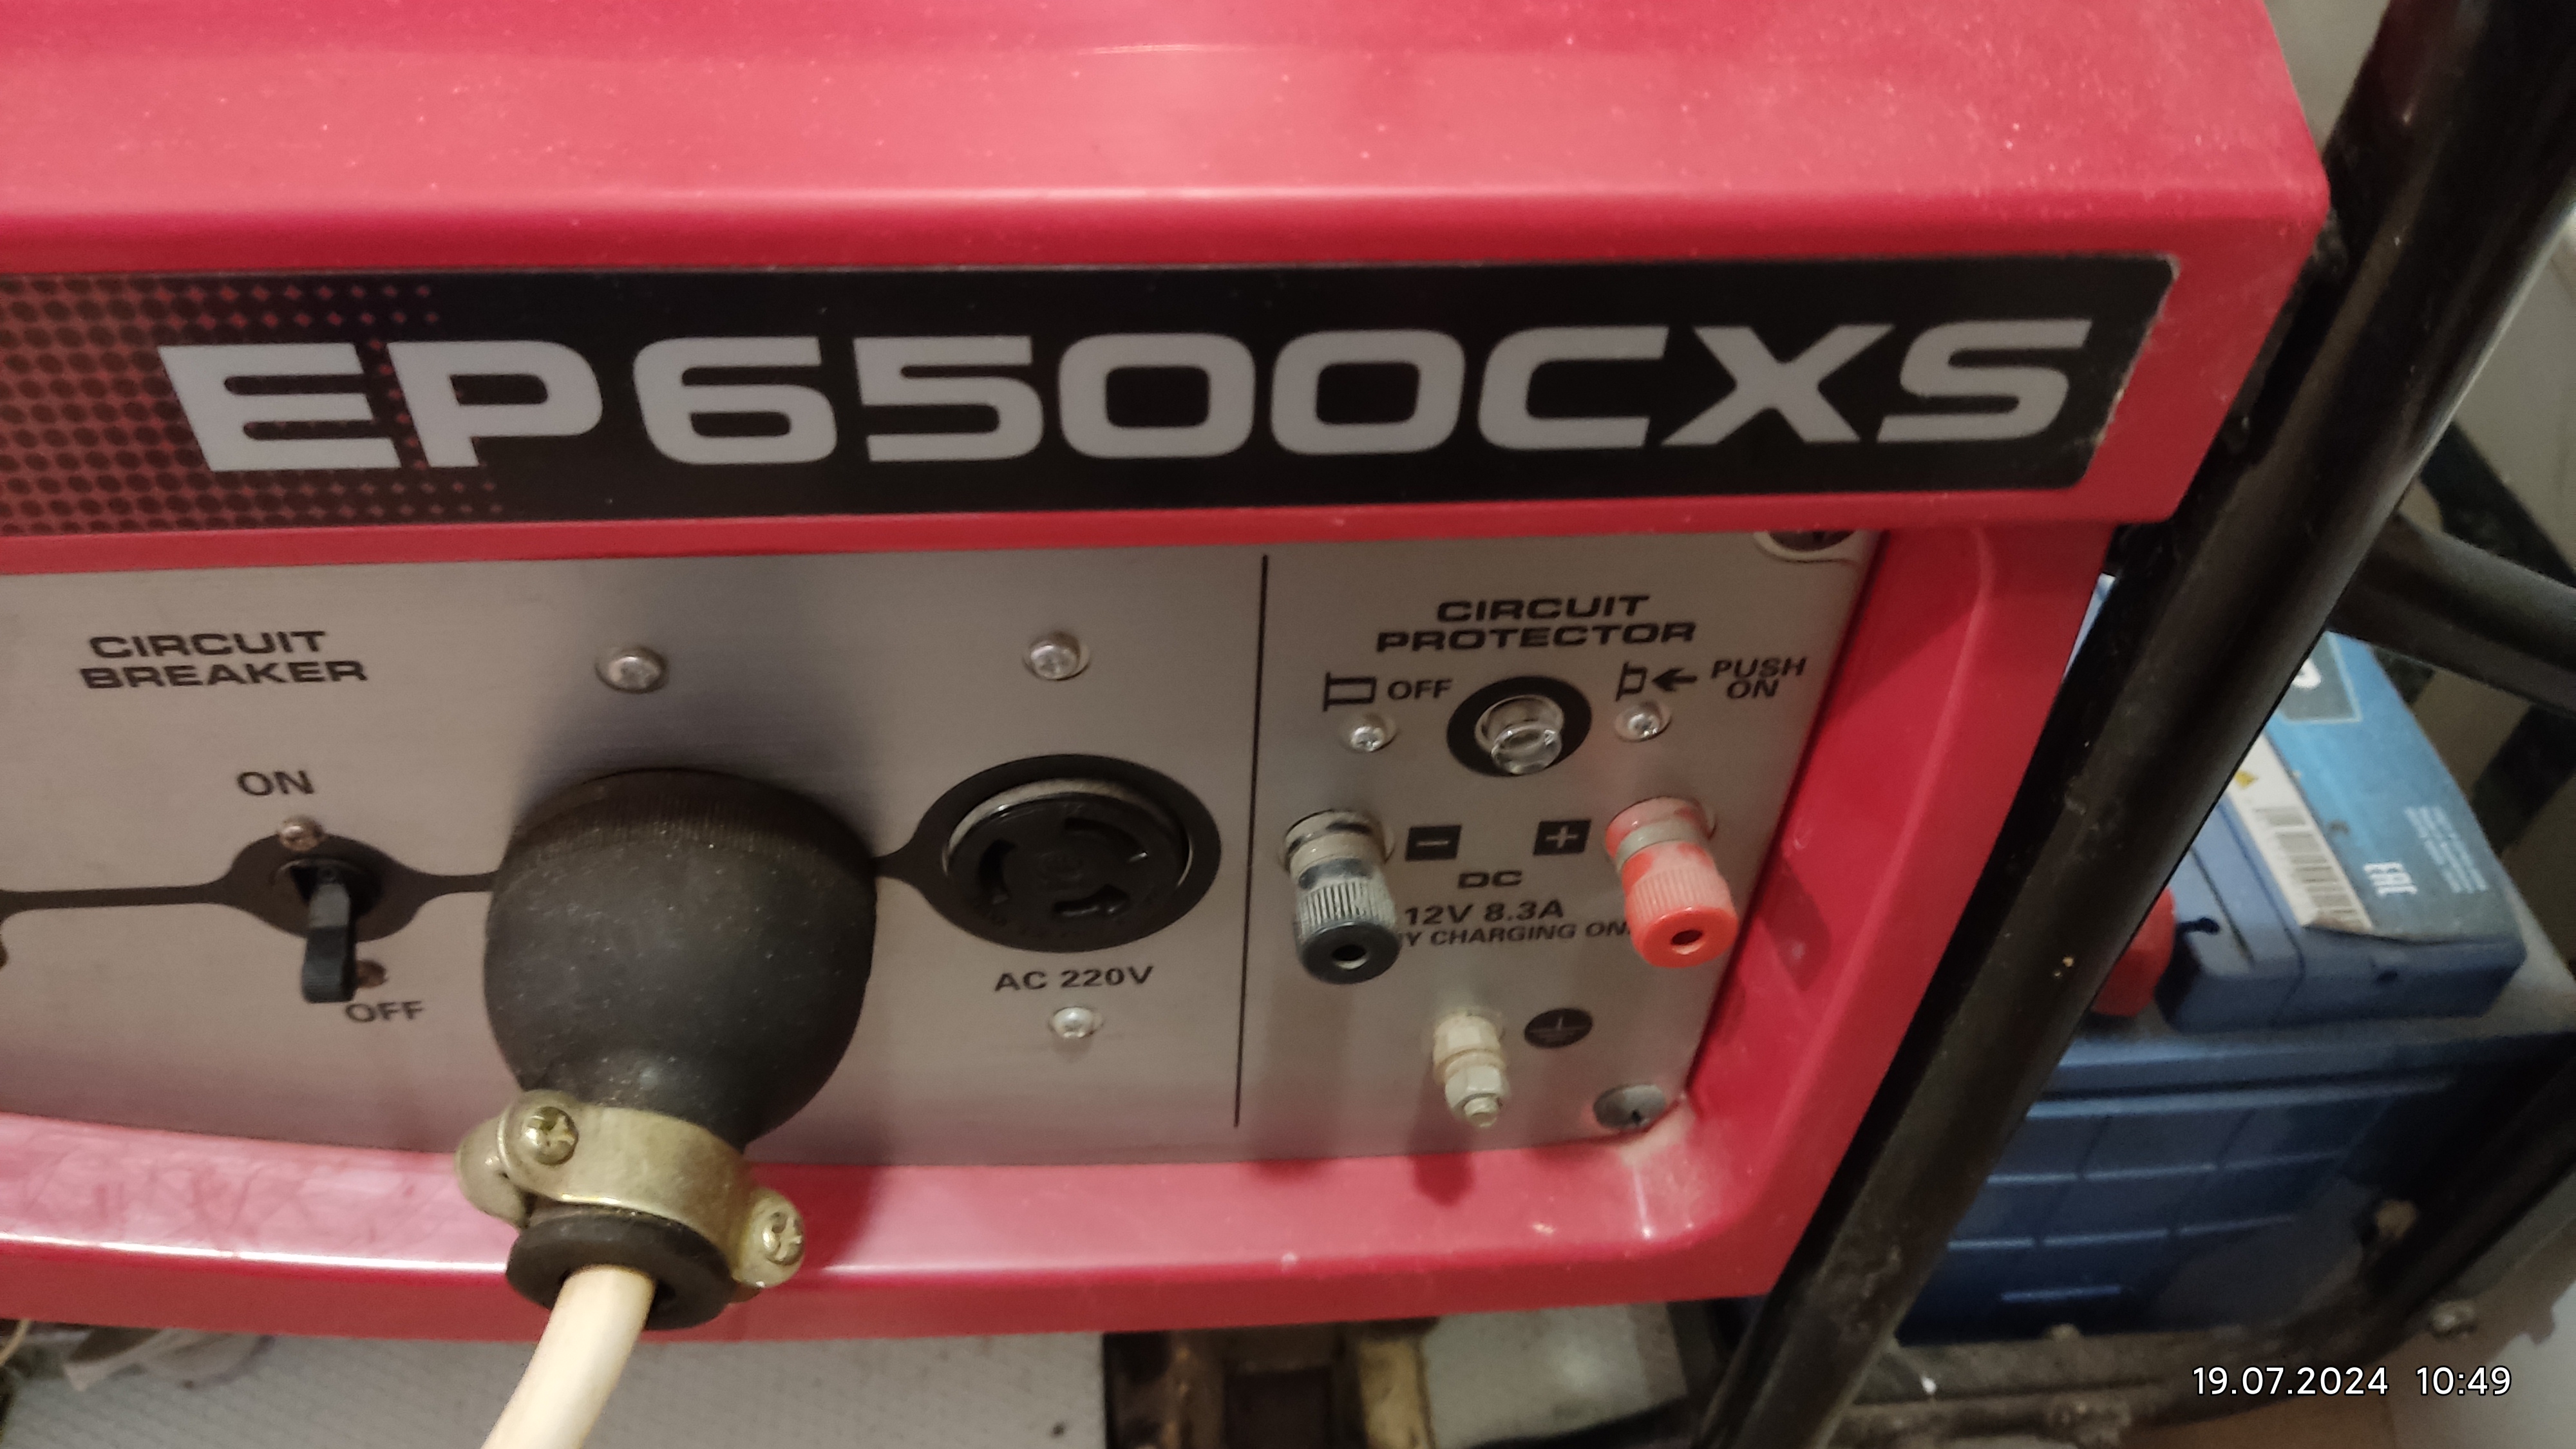 EP6500CXS
CIRCUIT
BREAKER
ON
OFF
AC 220V
CIRCUIT
PROTECTOR
OFF
PUSH
ON
− +
DC
12V 8.3A
CHARGING
EAC
19.07.2024 10:49